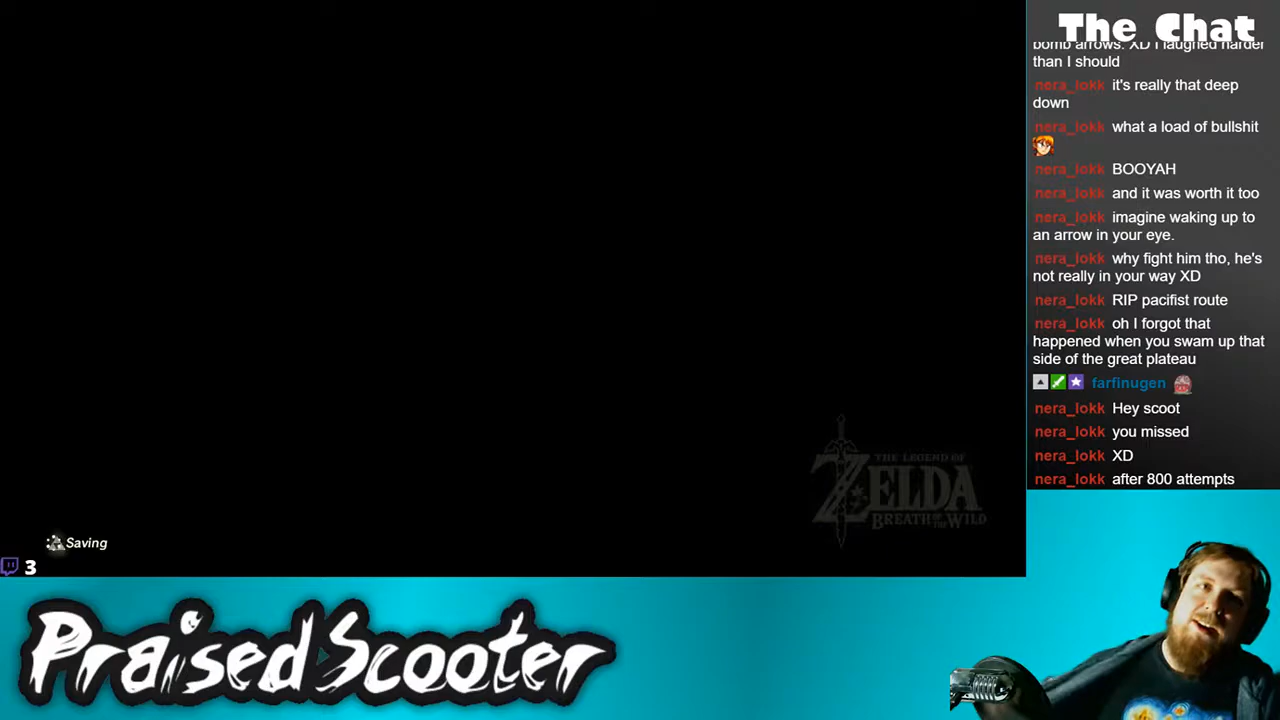 The Chat
bomb arrows. XD I laughed harder
than I should
nera_lokk it's really that deep
down
nera_lokk what a load of bullshit
nera_lokk BOOYAH
nera_lokk and it was worth it too
nera_lokk imagine waking up to
an arrow in your eye.
nera_lokk why fight him tho, he's
not really in your way XD
nera_lokk RIP pacifist route
nera_lokk oh I forgot that
happened when you swam up that
side of the great plateau
farfinugen
nera_lokk Hey scoot
nera_lokk you missed
nera_lokk XD
nera_lokk after 800 attempts
THE LEGEND OF
ZELDA
BREATH OF THE WILD
Saving
3
PraisedScooter